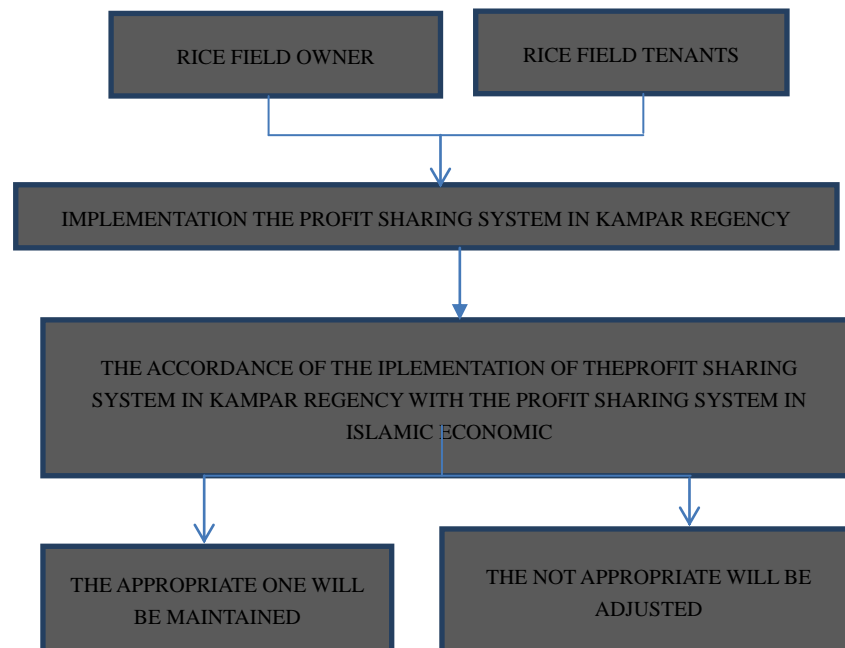 RICE FIELD OWNER
RICE FIELD TENANTS
IMPLEMENTATION THE PROFIT SHARING SYSTEM IN KAMPAR REGENCY
THE ACCORDANCE OF THE IPLEMENTATION OF THEPROFIT SHARING
SYSTEM IN KAMPAR REGENCY WITH THE PROFIT SHARING SYSTEM IN
ISLAMIC ECONOMIC
THE APPROPRIATE ONE WILL
BE MAINTAINED
THE NOT APPROPRIATE WILL BE
ADJUSTED